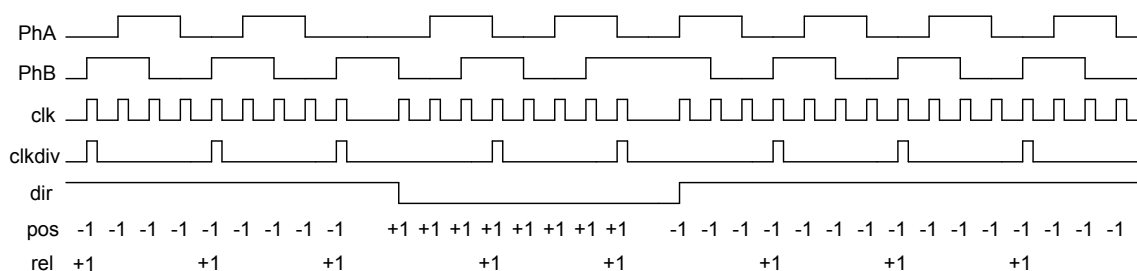 PhA
PhB
clk
clkdiv
dir
pos -1 -1 -1 -1 -1 -1 -1 -1 -1 +1 +1 +1 +1 +1 +1 +1 +1 -1 -1 -1 -1 -1 -1 -1 -1 -1 -1 -1 -1 -1 -1 -1
rel +1 +1 +1 +1 +1 +1 +1 +1